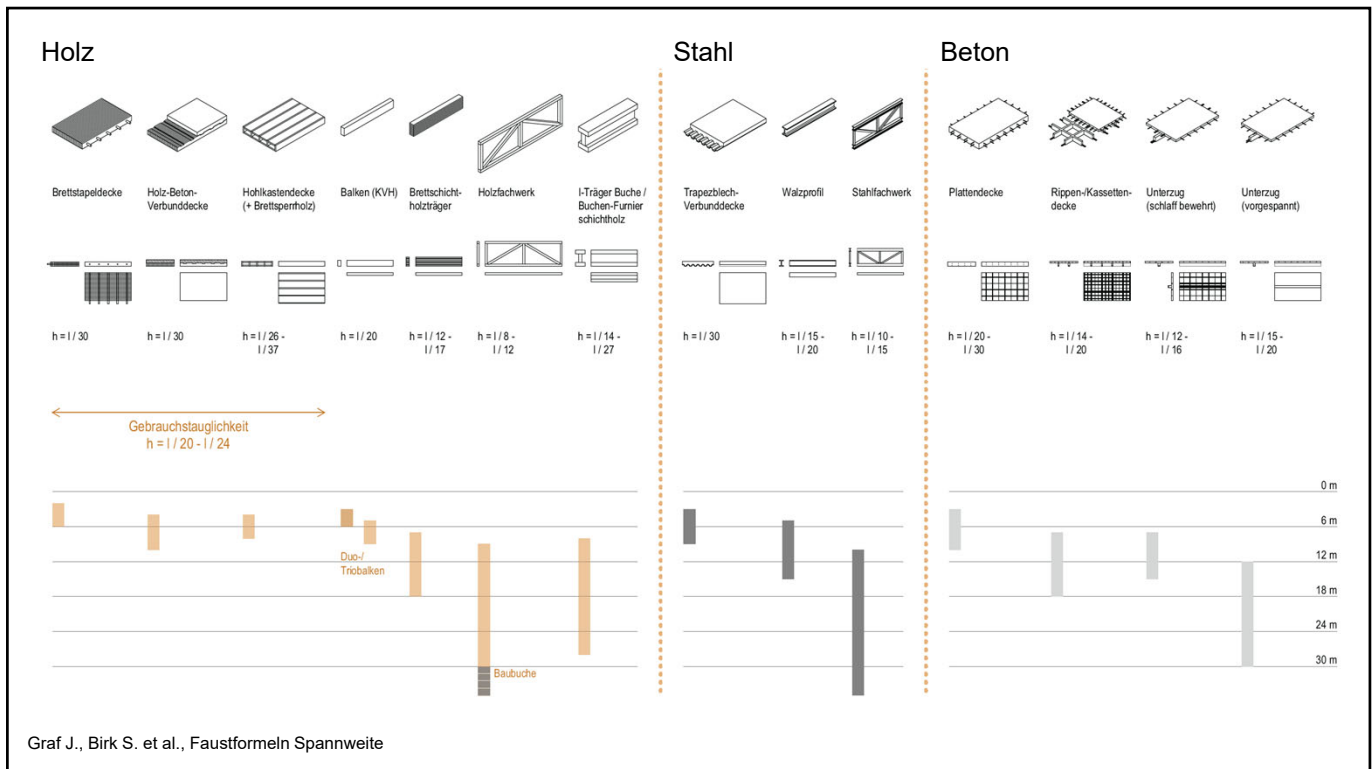 Holz
Stahl
Beton
Brettstapeldecke
Holz-Beton-
Verbunddecke
Hohlkastendecke
(+ Brettsperrholz)
Balken (KVH)
Brettschicht-
holzträger
Holzfachwerk
I-Träger Buche /
Buchen-Furnier
schichtholz
Trapezblech-
Verbunddecke
Walzprofil
Stahlfachwerk
Plattendecke
Rippen-/Kassetten-
decke
Unterzug
(schlaff bewehrt)
Unterzug
(vorgespannt)
h = l / 30
h = l / 30
h = l / 26 -
l / 37
h = l / 20
h = l / 12 -
l / 17
h = l / 8 -
l / 12
h = l / 14 -
l / 27
h = l / 30
h = l / 15 -
l / 20
h = l / 10 -
l / 15
h = l / 20 -
l / 30
h = l / 14 -
l / 20
h = l / 12 -
l / 16
h = l / 15 -
l / 20
Gebrauchstauglichkeit
h = l / 20 - l / 24
0 m
6 m
Duo-/
Triobalken
12 m
18 m
24 m
30 m
Baubuche
Graf J., Birk S. et al., Faustformeln Spannweite